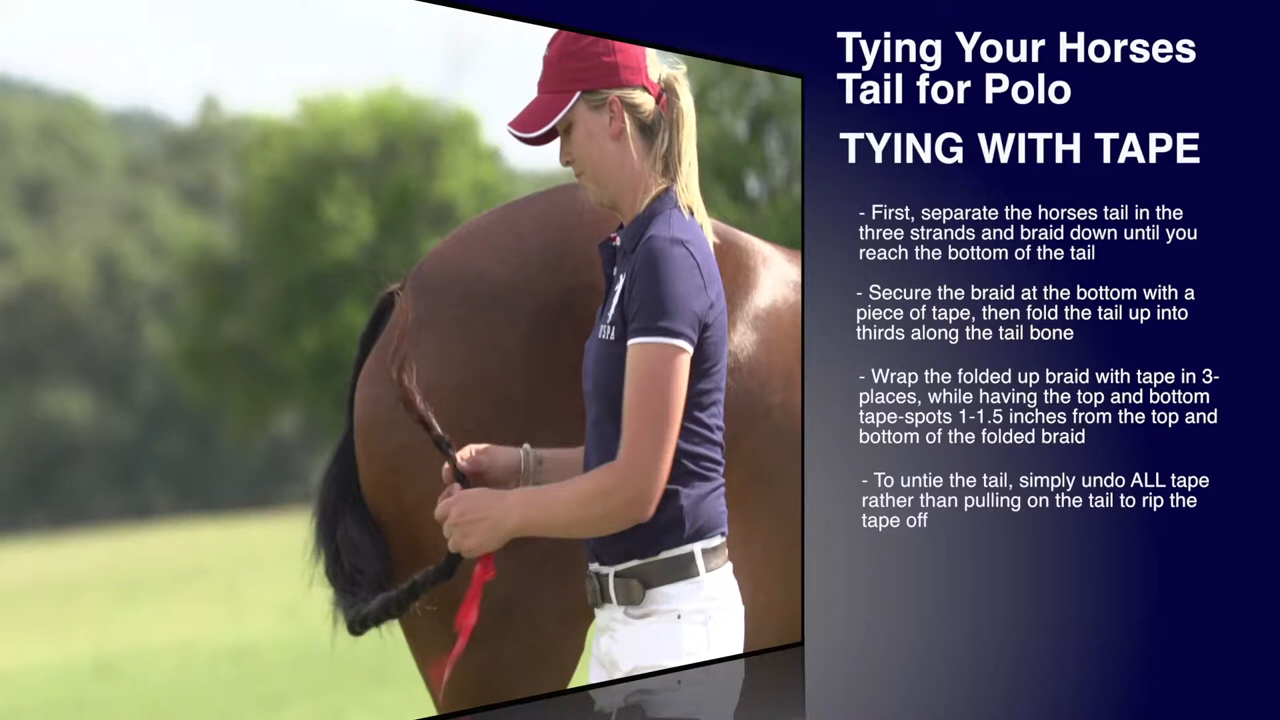 Tying Your Horses
Tail for Polo
TYING WITH TAPE
- First, separate the horses tail in the
three strands and braid down until you
reach the bottom of the tail
- Secure the braid at the bottom with a
piece of tape, then fold the tail up into
thirds along the tail bone
- Wrap the folded up braid with tape in 3-
places, while having the top and bottom
tape-spots 1-1.5 inches from the top and
bottom of the folded braid
- To untie the tail, simply undo ALL tape
rather than pulling on the tail to rip the
tape off
USPA